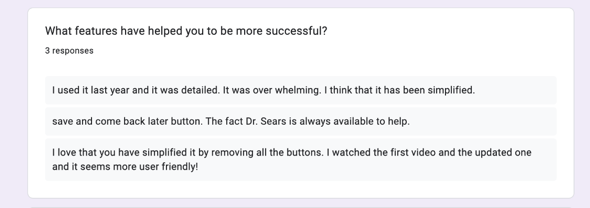 What features have helped you to be more successful?
3 responses
I used it last year and it was detailed. It was over whelming. I think that it has been simplified.
save and come back later button. The fact Dr. Sears is always available to help.
I love that you have simplified it by removing all the buttons. I watched the first video and the updated one
and it seems more user friendly!